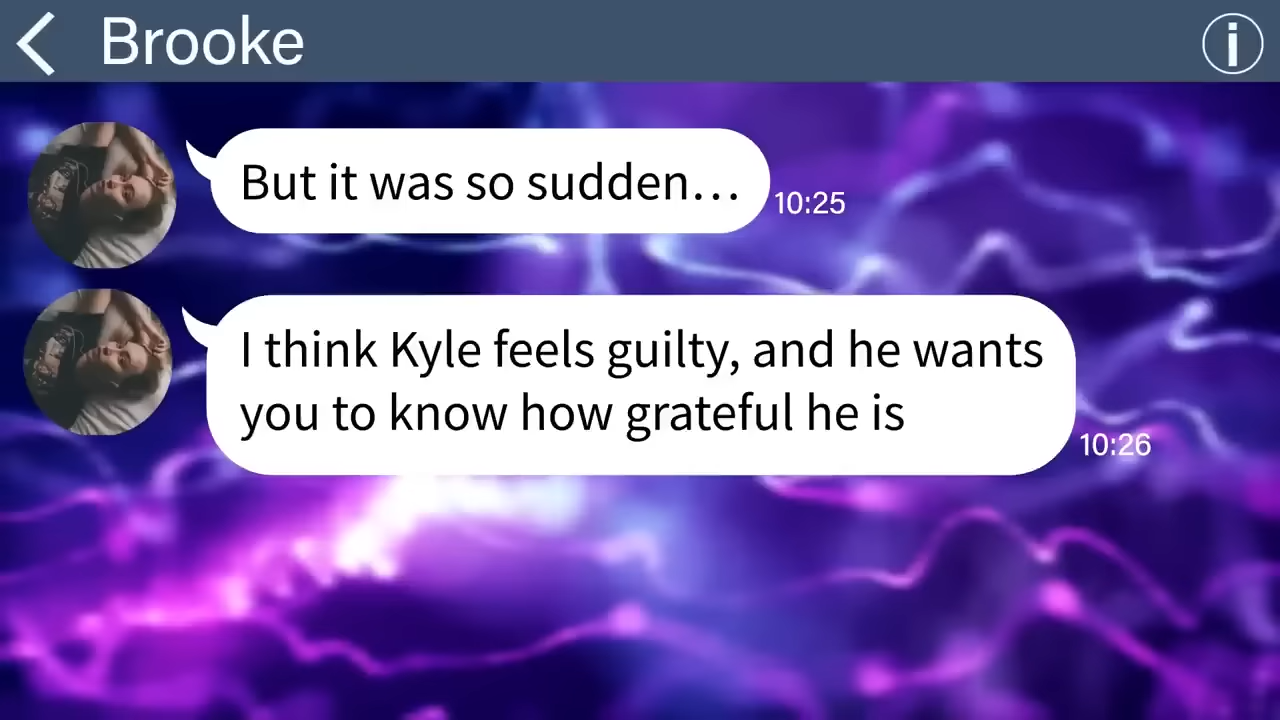 Brooke
But it was so sudden…
10:25
I think Kyle feels guilty, and he wants
you to know how grateful he is
10:26